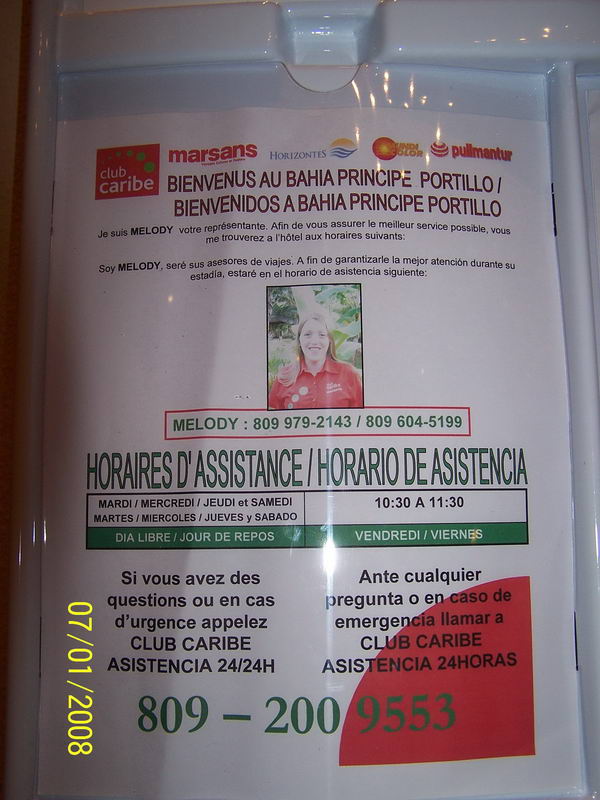 club caribe
marsans
HORIZONTES
MUNDI COLOR
pullmantur
BIENVENUS AU BAHIA PRINCIPE PORTILLO /
BIENVENIDOS A BAHIA PRINCIPE PORTILLO
Je suis MELODY votre représentante. Afin de vous assurer le meilleur service possible, vous
me trouverez a l'hôtel aux horaires suivants:
Soy MELODY, seré sus asesores de viajes. A fin de garantizarle la mejor atención durante su
estadía, estaré en el horario de asistencia siguiente:
MELODY : 809 979-2143 / 809 604-5199
HORAIRES D'ASSISTANCE / HORARIO DE ASISTENCIA
MARDI / MERCREDI / JEUDI et SAMEDI
MARTES / MIERCOLES / JUEVES y SABADO
10:30 A 11:30
DIA LIBRE / JOUR DE REPOS
VENDREDI / VIERNES
Si vous avez des
questions ou en cas
d'urgence appelez
CLUB CARIBE
ASISTENCIA 24/24H
Ante cualquier
pregunta o en caso de
emergencia llamar a
CLUB CARIBE
ASISTENCIA 24HORAS
809 – 200 9553
07/01/2008